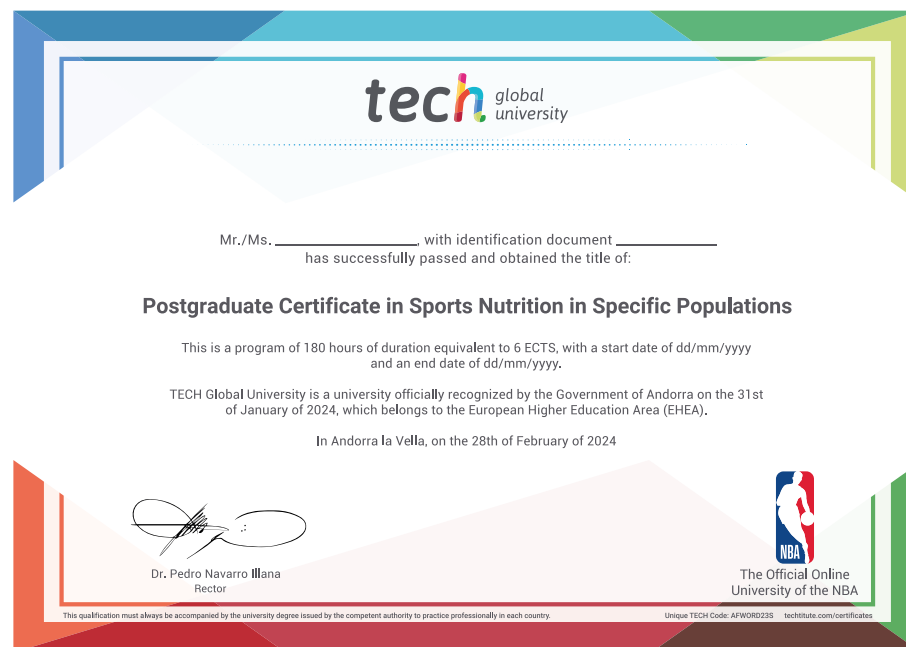 tech global university
Mr./Ms. ________________, with identification document ____________
has successfully passed and obtained the title of:
Postgraduate Certificate in Sports Nutrition in Specific Populations
This is a program of 180 hours of duration equivalent to 6 ECTS, with a start date of dd/mm/yyyy
and an end date of dd/mm/yyyy.
TECH Global University is a university officially recognized by the Government of Andorra on the 31st
of January of 2024, which belongs to the European Higher Education Area (EHEA).
In Andorra la Vella, on the 28th of February of 2024
NBA
Dr. Pedro Navarro Illana
Rector
The Official Online
University of the NBA
This qualification must always be accompanied by the university degree issued by the competent authority to practice professionally in each country.
Unique TECH Code: AFWORD23S techtitute.com/certificates